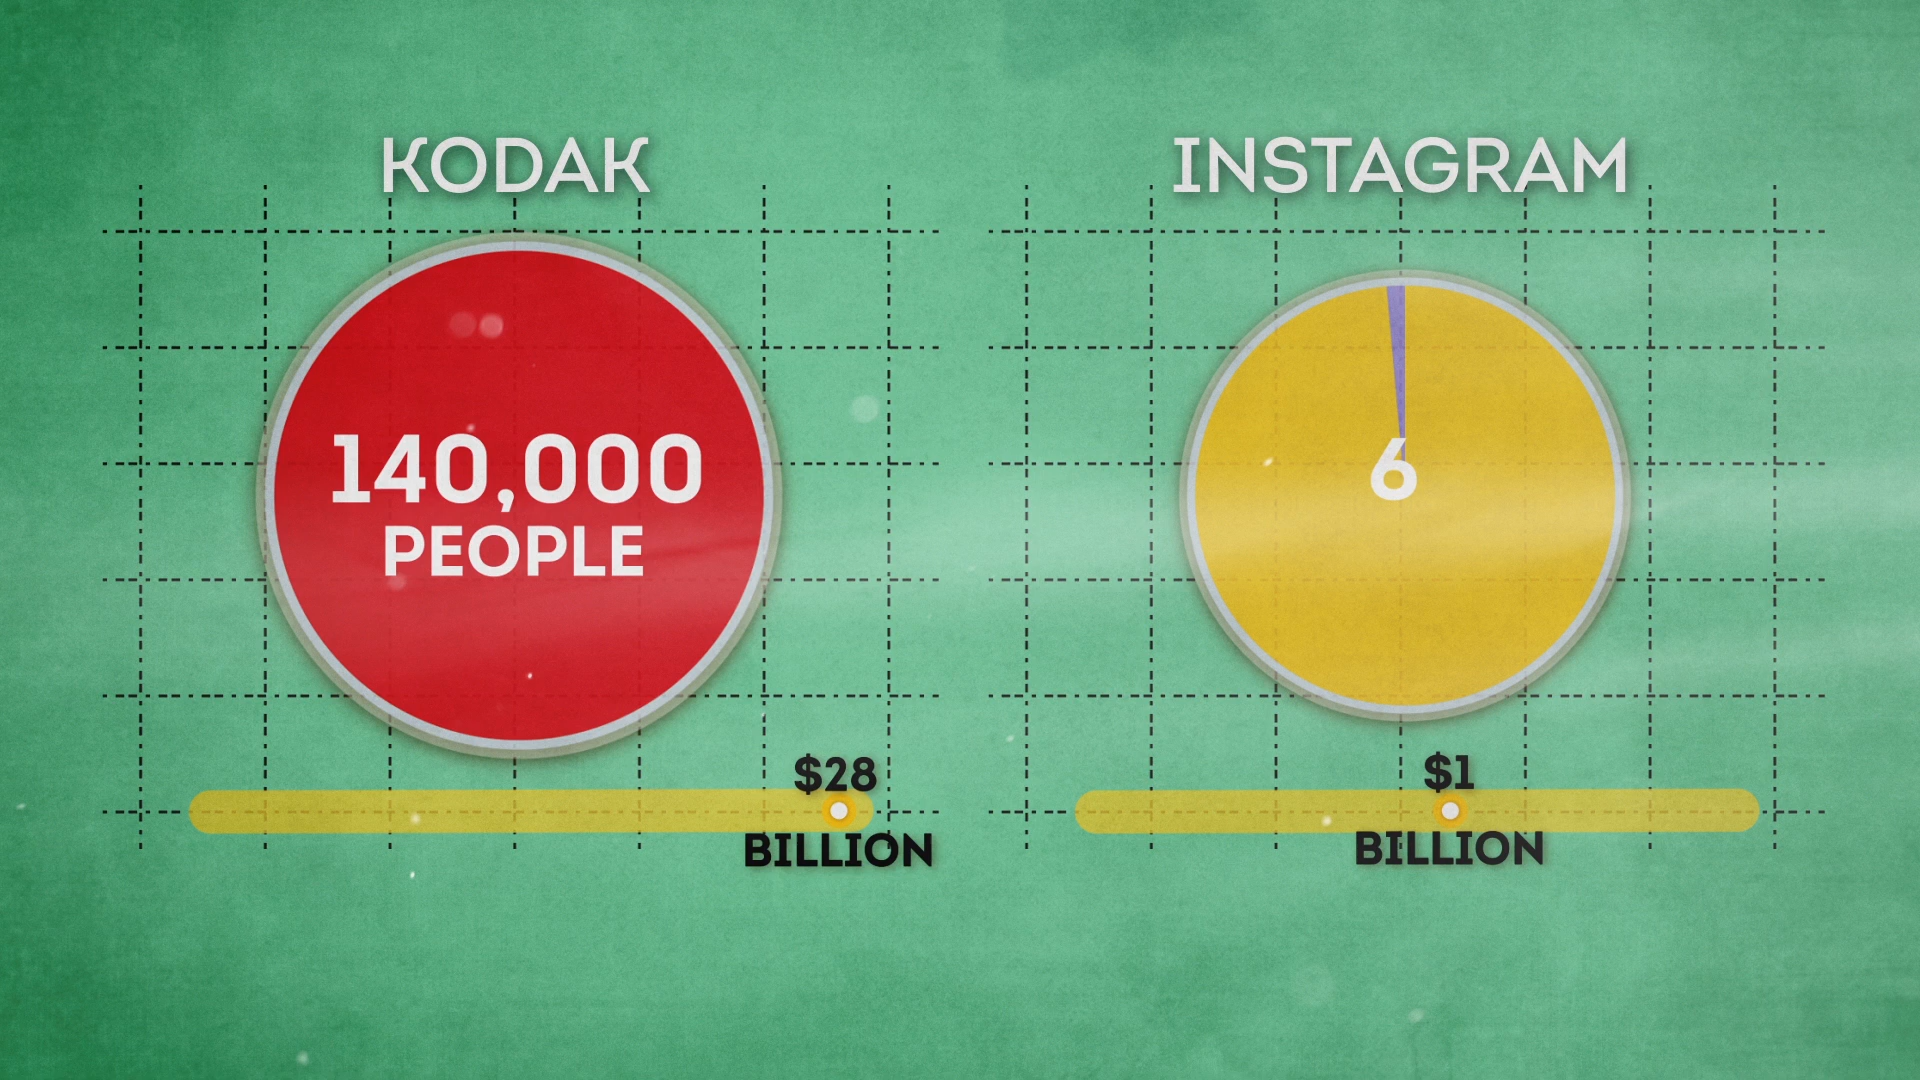 KODAK
140,000
PEOPLE
$28
BILLION
INSTAGRAM
6
$1
BILLION